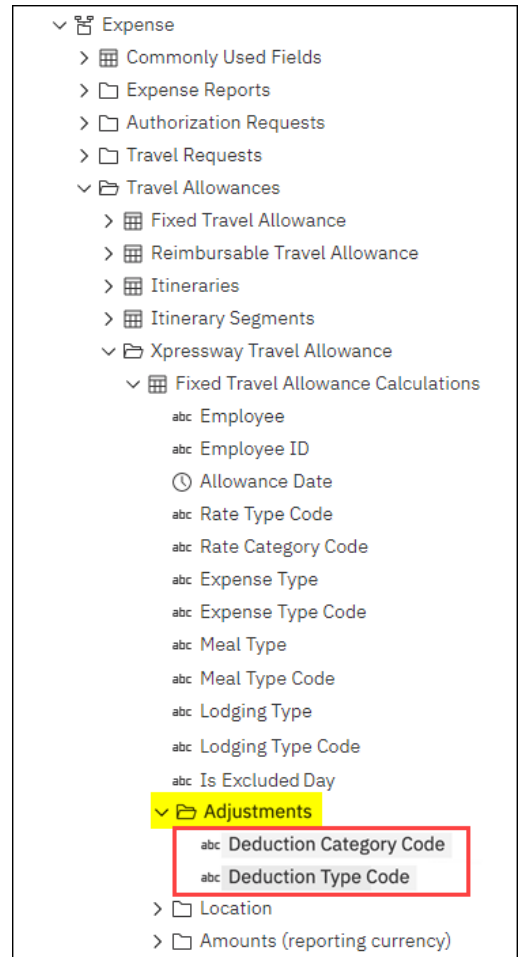 Expense
Commonly Used Fields
Expense Reports
Authorization Requests
Travel Requests
Travel Allowances
Fixed Travel Allowance
Reimbursable Travel Allowance
Itineraries
Itinerary Segments
Xpressway Travel Allowance
Fixed Travel Allowance Calculations
abc Employee
abc Employee ID
Allowance Date
abc Rate Type Code
abc Rate Category Code
abc Expense Type
abc Expense Type Code
abc Meal Type
abc Meal Type Code
abc Lodging Type
abc Lodging Type Code
abc Is Excluded Day
Adjustments
abc Deduction Category Code
abc Deduction Type Code
Location
Amounts (reporting currency)